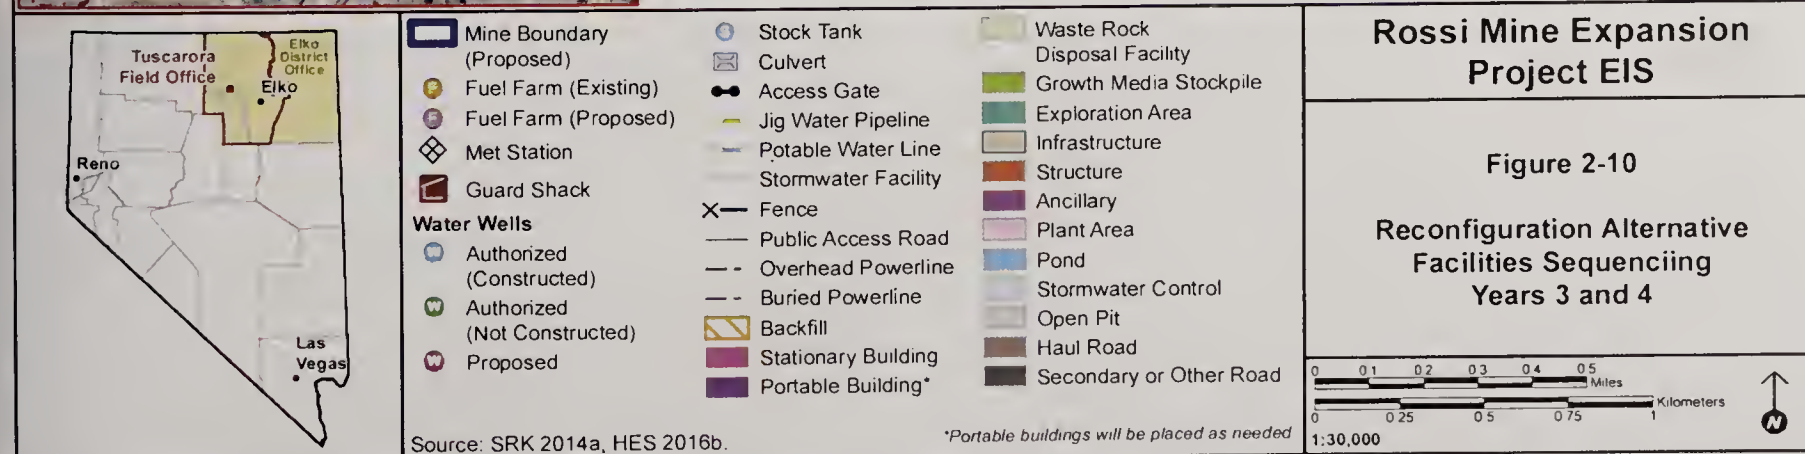 Tuscarora
Field Office
Elko
District
Office
Elko
Reno
Las
Vegas
Mine Boundary
(Proposed)
Fuel Farm (Existing)
Fuel Farm (Proposed)
Met Station
Guard Shack
Water Wells
Authorized
(Constructed)
Authorized
(Not Constructed)
Proposed
Source: SRK 2014a, HES 2016b.
Stock Tank
Culvert
Access Gate
Jig Water Pipeline
Potable Water Line
Stormwater Facility
Fence
Public Access Road
Overhead Powerline
Buried Powerline
Backfill
Stationary Building
Portable Building*
Waste Rock
Disposal Facility
Growth Media Stockpile
Exploration Area
Infrastructure
Structure
Ancillary
Plant Area
Pond
Stormwater Control
Open Pit
Haul Road
Secondary or Other Road
*Portable buildings will be placed as needed
Rossi Mine Expansion
Project EIS
Figure 2-10
Reconfiguration Alternative
Facilities Sequenciing
Years 3 and 4
0 0.1 0.2 0.3 0.4 0.5
Miles
Kilometers
0 0.25 0.5 0.75 1
1:30,000
N